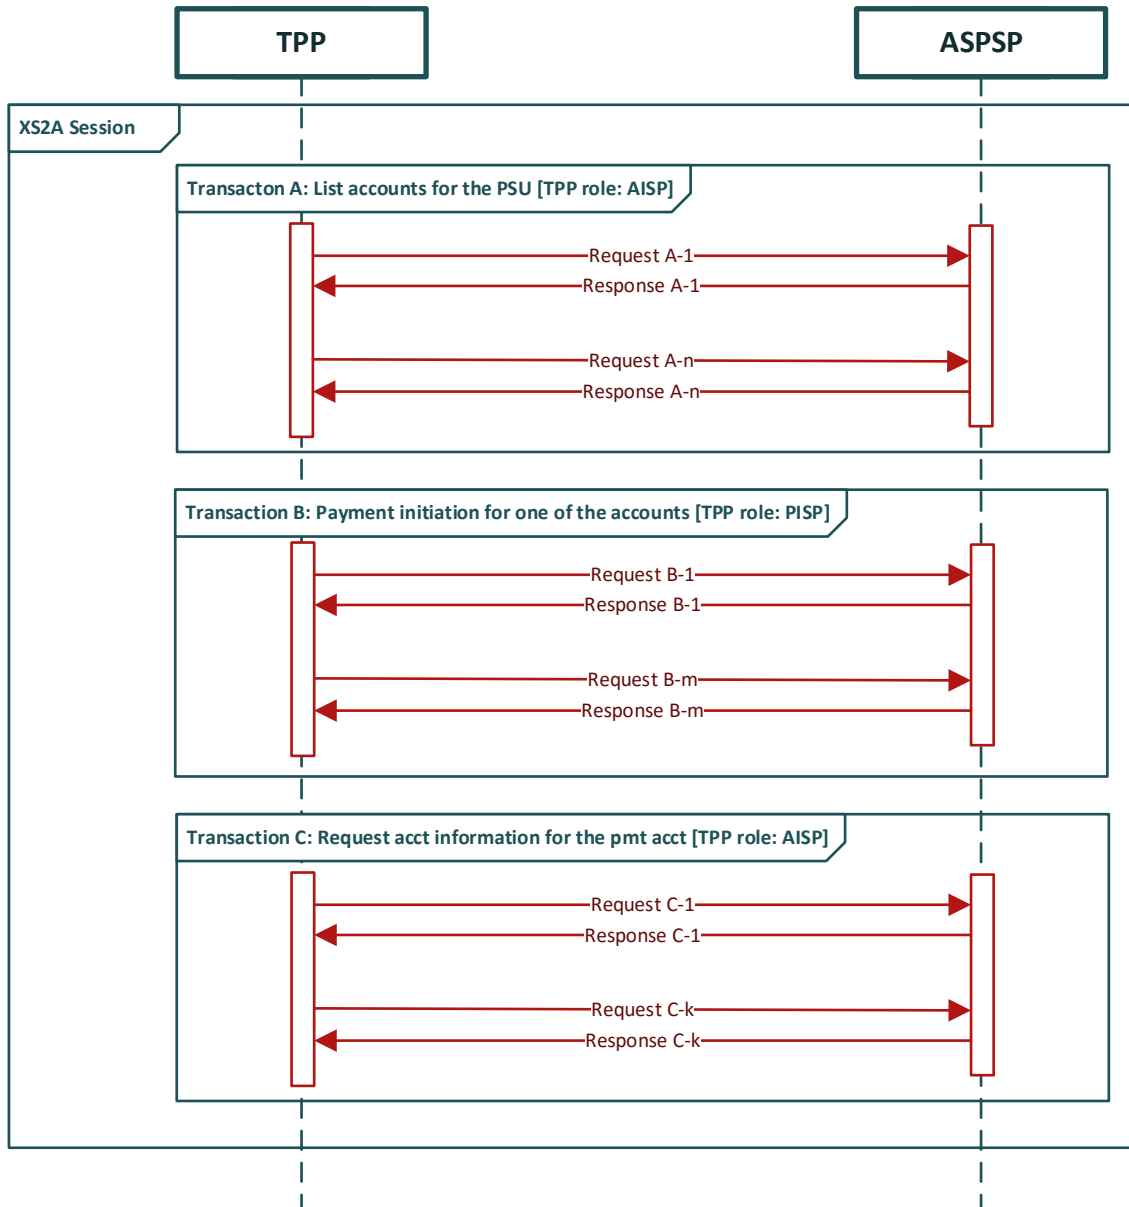 TPP
ASPSP
XS2A Session
Transacton A: List accounts for the PSU [TPP role: AISP]
Request A-1
Response A-1
Request A-n
Response A-n
Transaction B: Payment initiation for one of the accounts [TPP role: PISP]
Request B-1
Response B-1
Request B-m
Response B-m
Transaction C: Request acct information for the pmt acct [TPP role: AISP]
Request C-1
Response C-1
Request C-k
Response C-k